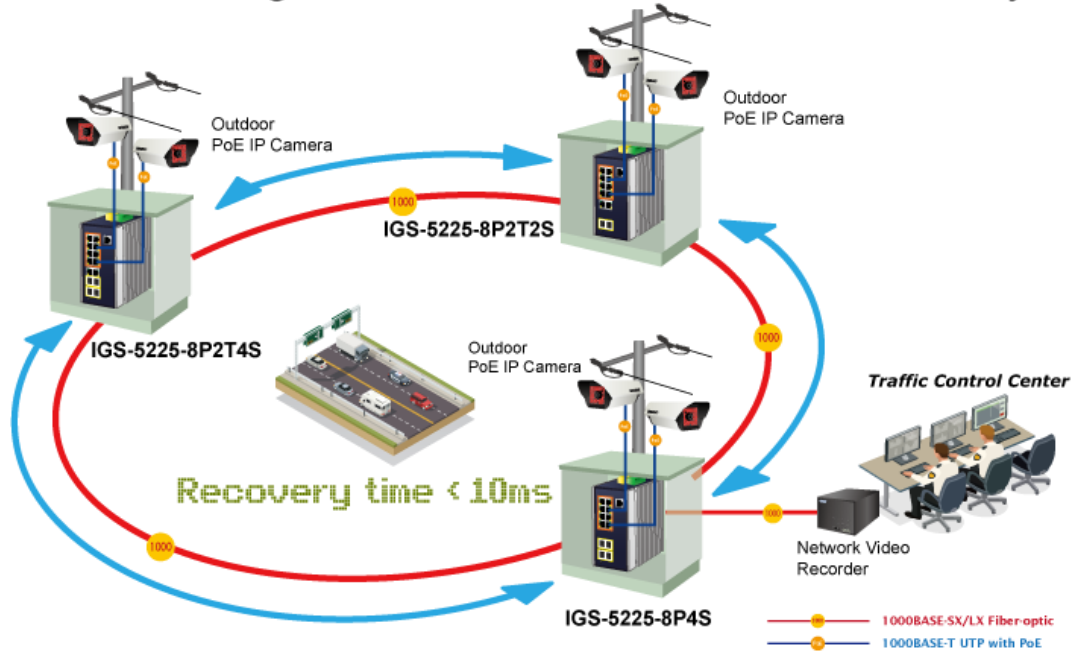 Outdoor
PoE IP Camera
Outdoor
PoE IP Camera
1000
IGS-5225-8P2T2S
IGS-5225-8P2T4S
Outdoor
PoE IP Camera
1000
Traffic Control Center
Recovery time < 10ms
1000
1000
Network Video
Recorder
IGS-5225-8P4S
1000BASE-SX/LX Fiber-optic
1000BASE-T UTP with PoE